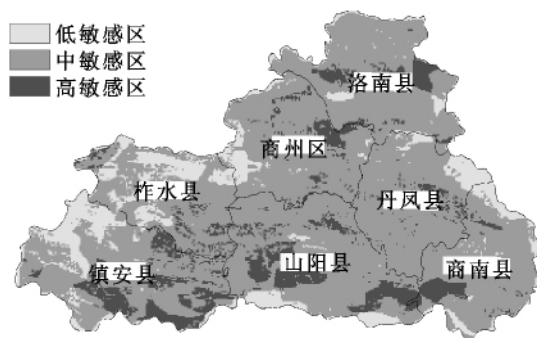 低敏感区
中敏感区
高敏感区
洛南县
商州区
柞水县
丹凤县
镇安县
山阳县
商南县